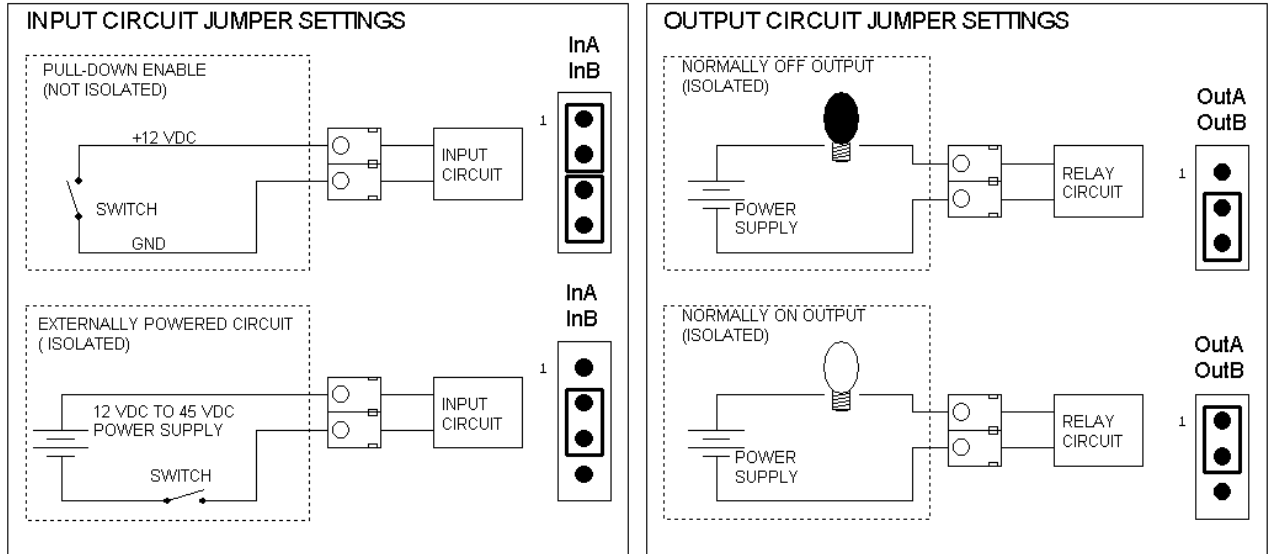 INPUT CIRCUIT JUMPER SETTINGS
PULL-DOWN ENABLE
(NOT ISOLATED)
+12 VDC
SWITCH
GND
INPUT
CIRCUIT
InA
InB
1
EXTERNALLY POWERED CIRCUIT
( ISOLATED)
12 VDC TO 45 VDC
POWER SUPPLY
SWITCH
INPUT
CIRCUIT
InA
InB
1
OUTPUT CIRCUIT JUMPER SETTINGS
NORMALLY OFF OUTPUT
(ISOLATED)
POWER
SUPPLY
RELAY
CIRCUIT
OutA
OutB
1
NORMALLY ON OUTPUT
(ISOLATED)
POWER
SUPPLY
RELAY
CIRCUIT
OutA
OutB
1